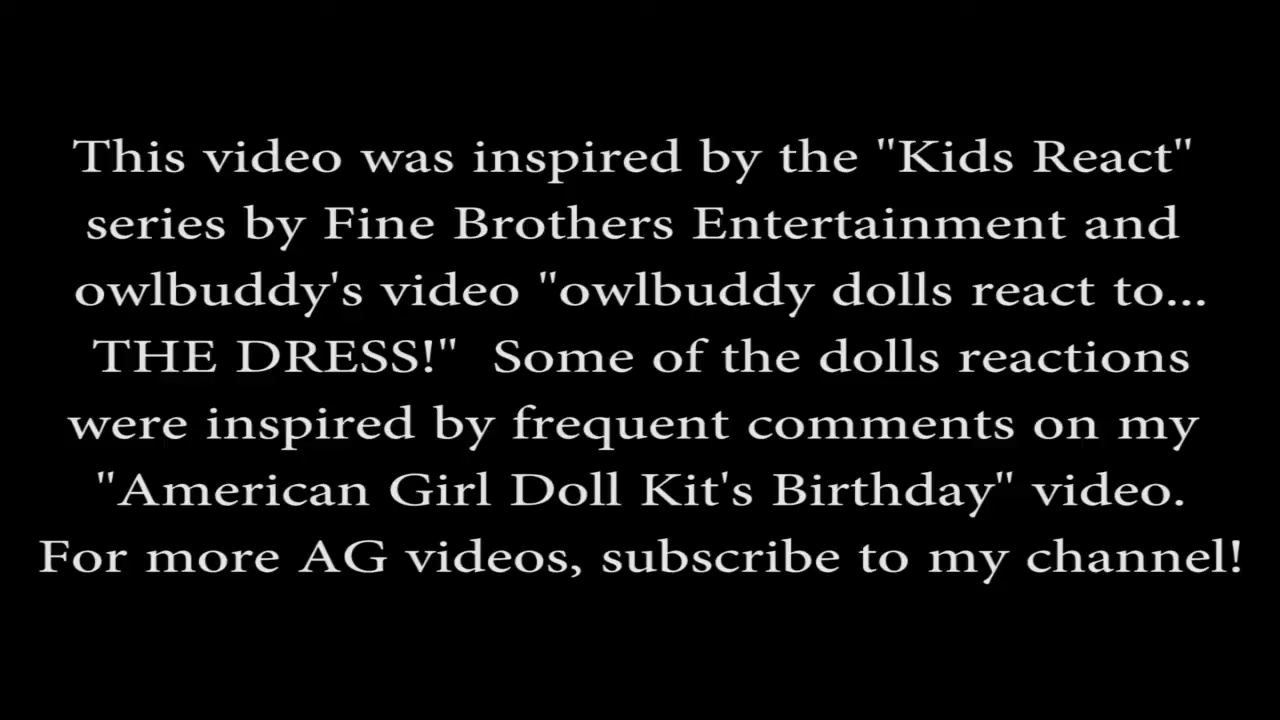 This video was inspired by the "Kids React"
series by Fine Brothers Entertainment and
owlbuddy's video "owlbuddy dolls react to...
THE DRESS!"  Some of the dolls reactions
were inspired by frequent comments on my
"American Girl Doll Kit's Birthday" video.
For more AG videos, subscribe to my channel!